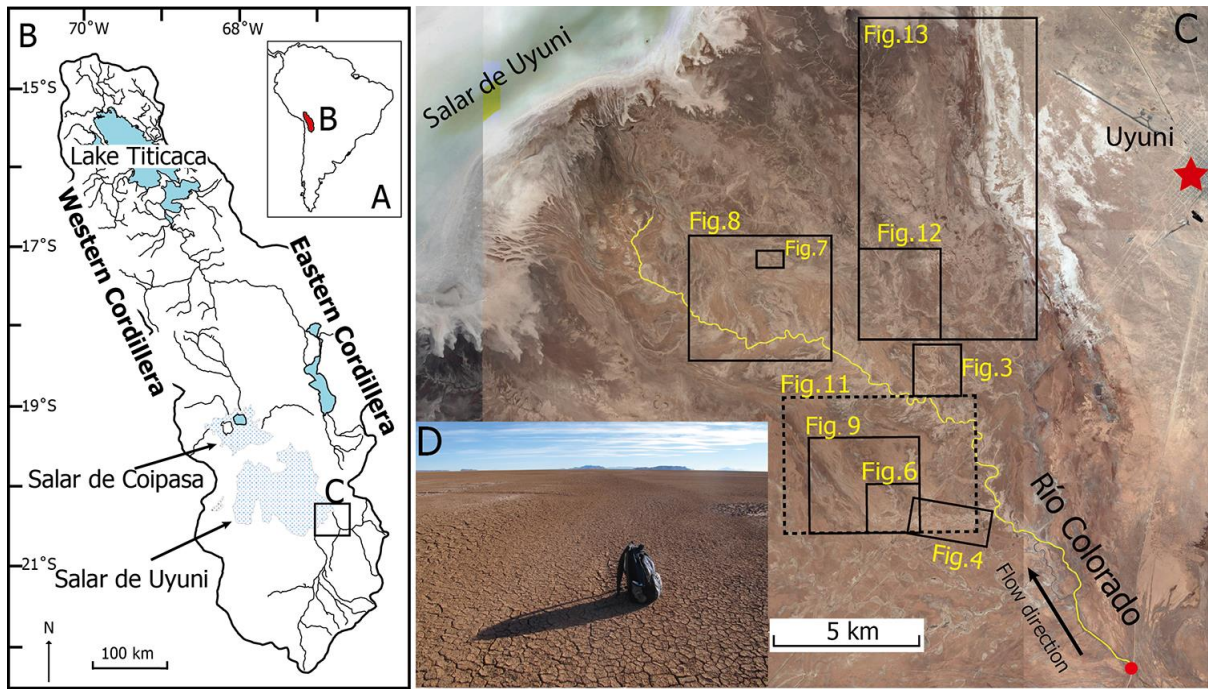 B
70°W
68°W
15°S
17°S
19°S
21°S
Lake Titicaca
Western Cordillera
Eastern Cordillera
Salar de Coipasa
Salar de Uyuni
C
N
100 km
B
A
C
Salar de Uyuni
Uyuni
Fig.13
Fig.8
Fig.7
Fig.12
Fig.3
Fig.11
Fig.9
Fig.6
Fig.4
Río Colorado
Flow direction
5 km
D